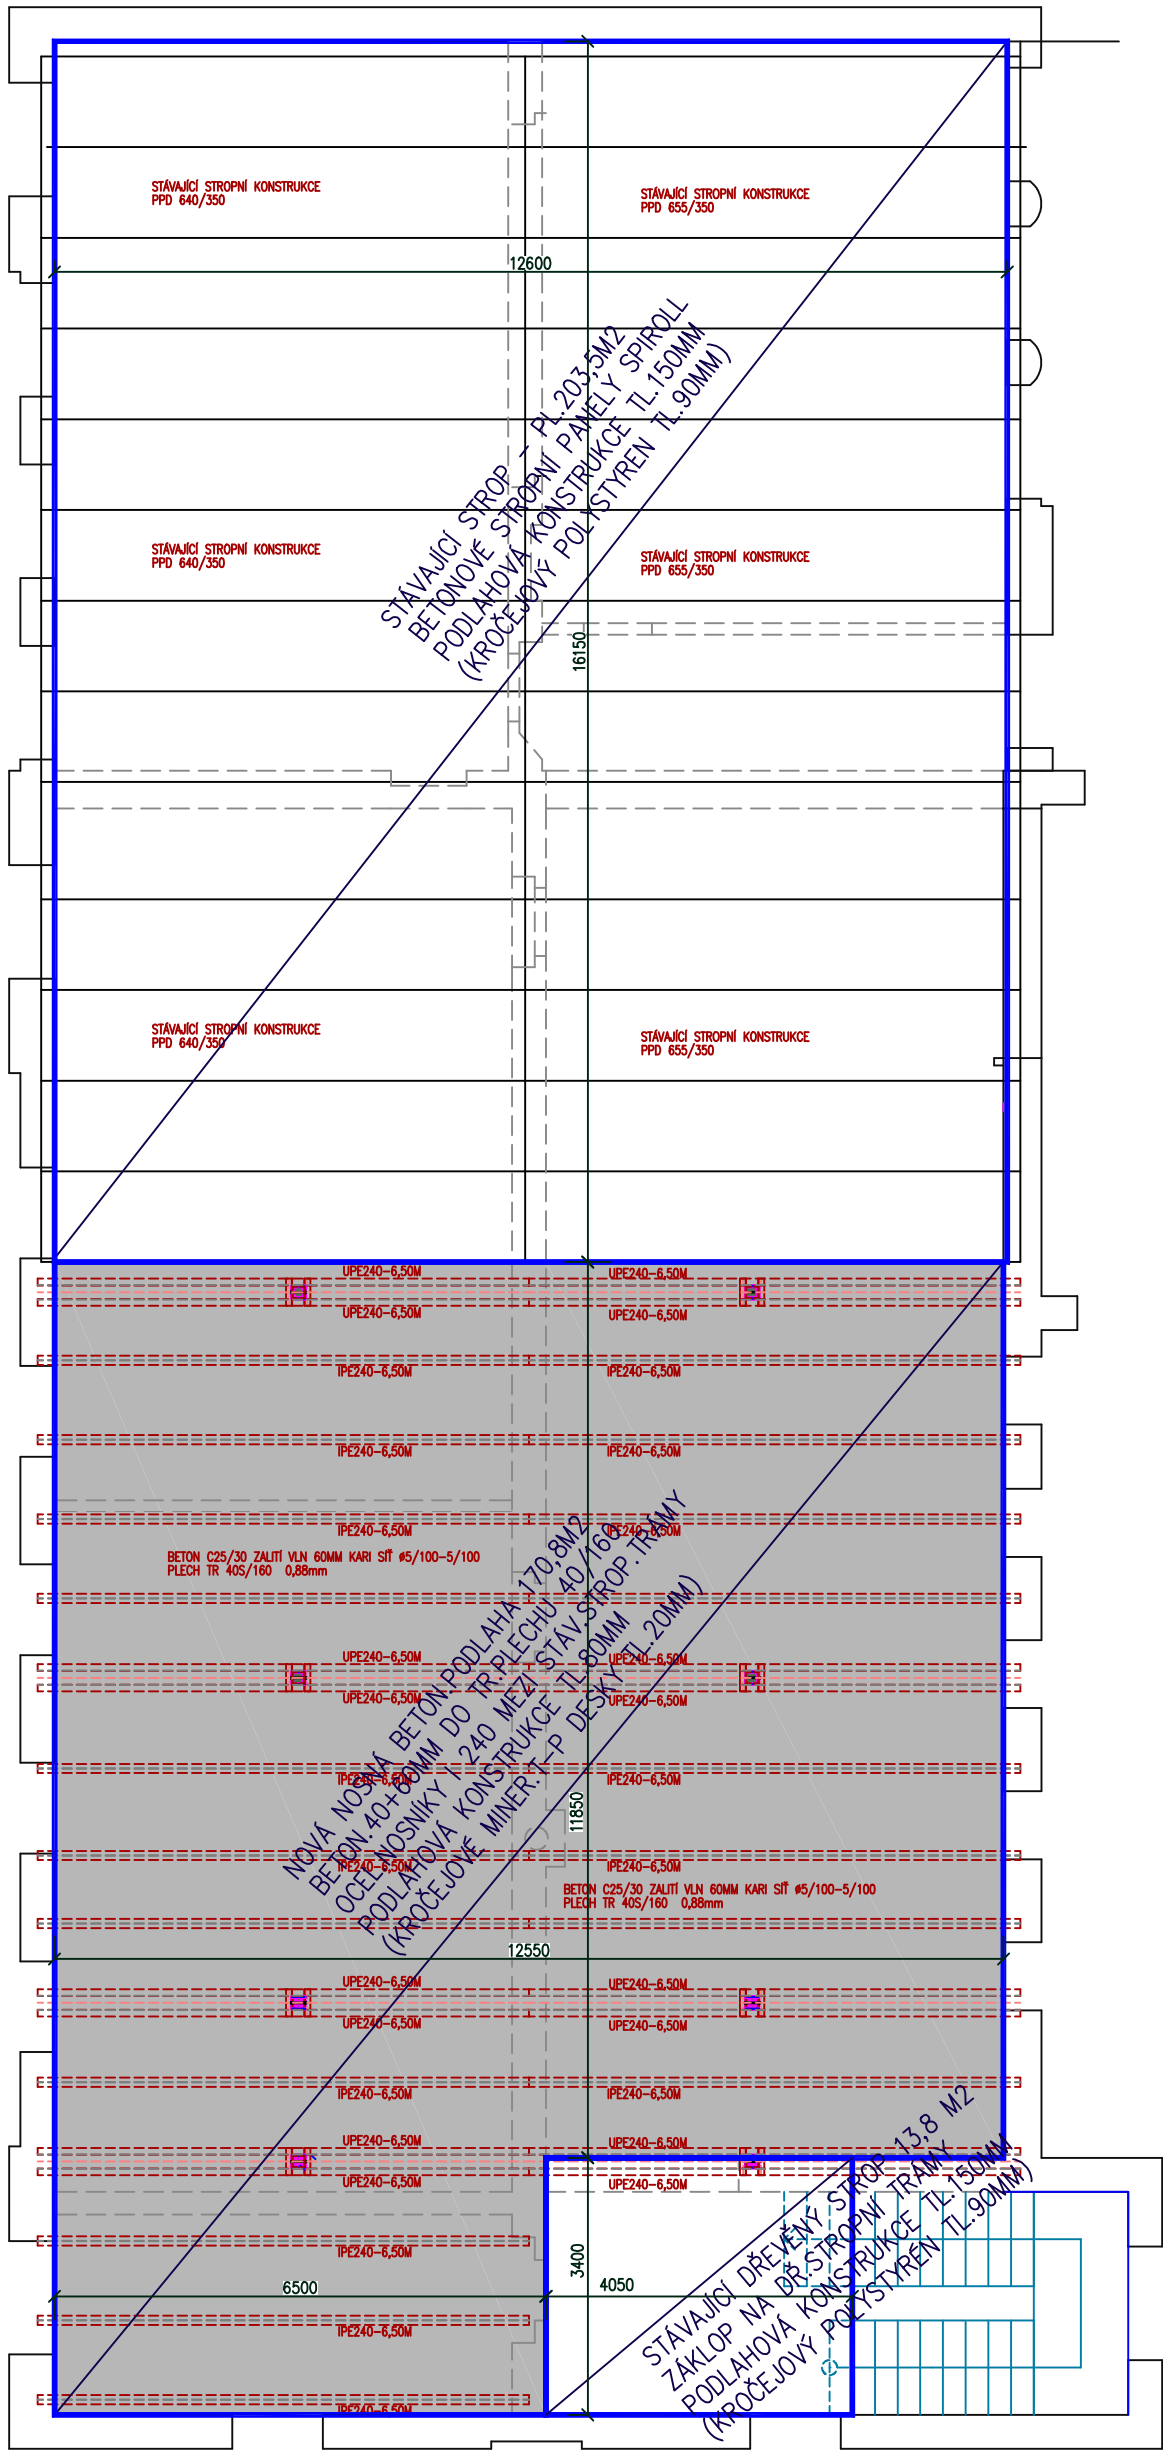 STÁVAJÍCÍ STROPNÍ KONSTRUKCE
PPD 640/350
STÁVAJÍCÍ STROPNÍ KONSTRUKCE
PPD 655/350
12600
STÁVAJÍCÍ STROP - PL.203,5M2
BETONOVÉ STROPNÍ PANELY SPIROLL
PODLAHOVÁ KONSTRUKCE TL.150MM
(KROČEJOVÝ POLYSTYREN TL.90MM)
STÁVAJÍCÍ STROPNÍ KONSTRUKCE
PPD 640/350
STÁVAJÍCÍ STROPNÍ KONSTRUKCE
PPD 655/350
16150
STÁVAJÍCÍ STROPNÍ KONSTRUKCE
PPD 640/350
STÁVAJÍCÍ STROPNÍ KONSTRUKCE
PPD 655/350
UPE240-6,50M
UPE240-6,50M
UPE240-6,50M
UPE240-6,50M
IPE240-6,50M
IPE240-6,50M
IPE240-6,50M
IPE240-6,50M
IPE240-6,50M
IPE240-6,50M
BETON C25/30 ZALITÍ VLN 60MM KARI SÍŤ ø5/100-5/100
PLECH TR 40S/160 0,88mm
NOVÁ NOSNÁ BETON.PODLAHA 170,8M2
BETON.40+60MM DO TR.PLECHU 40/160
OCEL.NOSNÍKY I 240 MEZI STÁV.STROP.TRÁMY
PODLAHOVÁ KONSTRUKCE TL.80MM
(KROČEJOVÉ MINER.T-P DESKY TL.20MM)
UPE240-6,50M
UPE240-6,50M
UPE240-6,50M
UPE240-6,50M
IPE240-6,50M
IPE240-6,50M
11850
IPE240-6,50M
IPE240-6,50M
BETON C25/30 ZALITÍ VLN 60MM KARI SÍŤ ø5/100-5/100
PLECH TR 40S/160 0,88mm
12550
UPE240-6,50M
UPE240-6,50M
UPE240-6,50M
UPE240-6,50M
IPE240-6,50M
IPE240-6,50M
UPE240-6,50M
UPE240-6,50M
UPE240-6,50M
UPE240-6,50M
STÁVAJÍCÍ DŘEVĚNÝ STROP 13,8 M2
ZÁKLOP NA DŘ.STROPNÍ TRÁMY
PODLAHOVÁ KONSTRUKCE TL.150MM
(KROČEJOVÝ POLYSTYRÉN TL.90MM)
IPE240-6,50M
3400
6500
4050
IPE240-6,50M
IPE240-6,50M